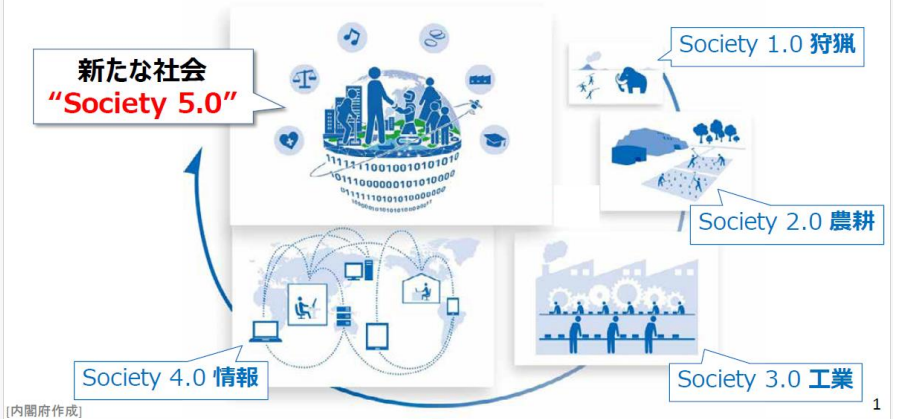 新たな社会
“Society 5.0”
Society 1.0 狩猟
Society 2.0 農耕
Society 3.0 工業
Society 4.0 情報
[内閣府作成]
1